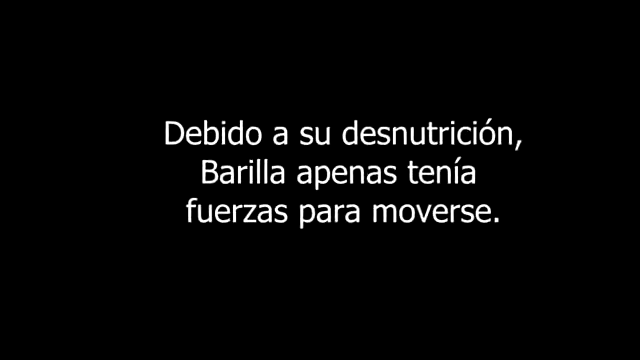 Debido a su desnutrición,
Barilla apenas tenía
fuerzas para moverse.